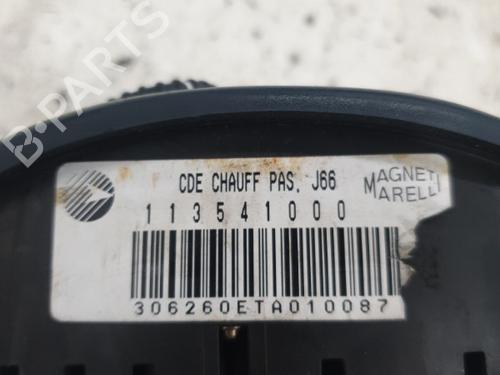 B-PARTS
CDE CHAUFF PAS. J66
MAGNETI
MARELLI
113541000
306260ETA010087